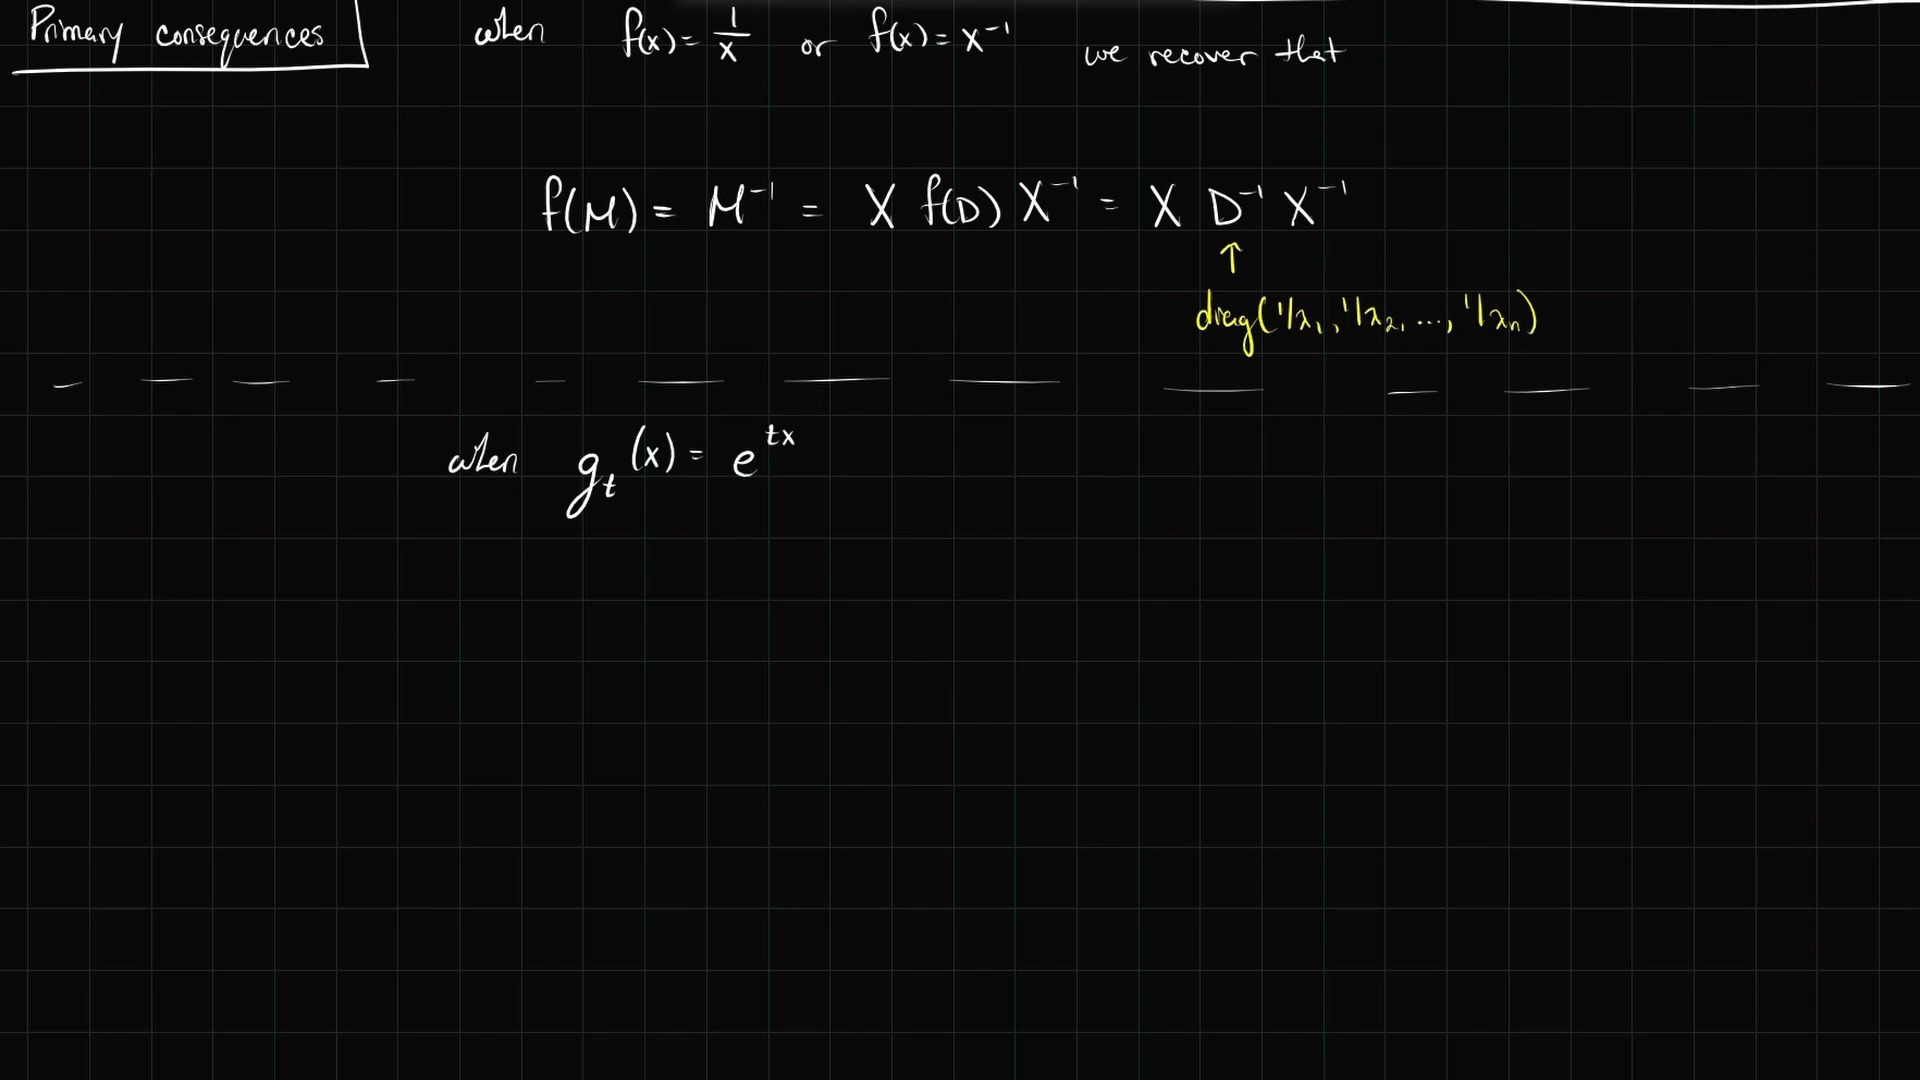 Primary consequences when f(x) = 1/x or f(x) = x⁻¹ we recover that
f(M) = M⁻¹ = X f(D) X⁻¹ = X D⁻¹ X⁻¹
↑
diag(1/λ₁, 1/λ₂, ..., 1/λn)
when gₜ(x) = eᵗˣ